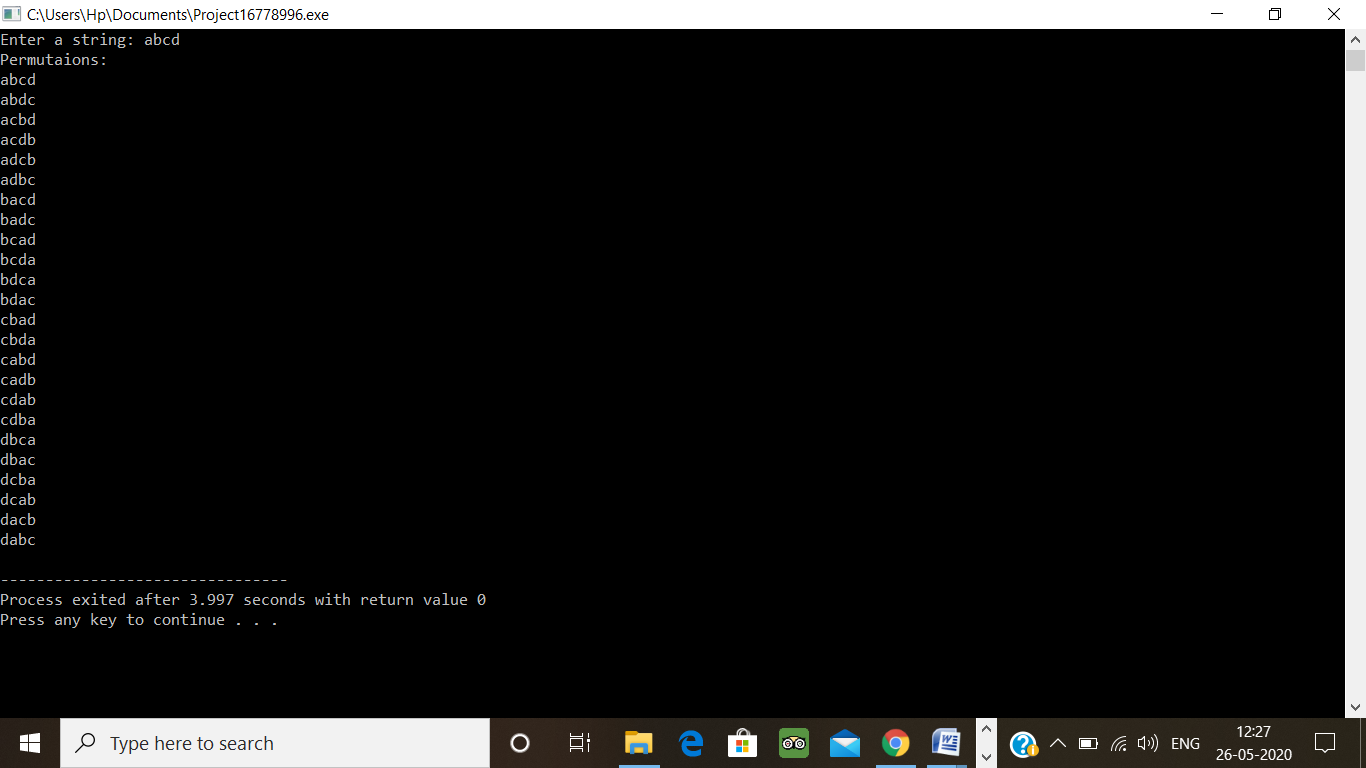 C:\Users\Hp\Documents\Project16778996.exe
Enter a string: abcd
Permutaions:
abcd
abdc
acbd
acdb
adcb
adbc
bacd
badc
bcad
bcda
bdca
bdac
cbad
cbda
cabd
cadb
cdab
cdba
dbca
dbac
dcba
dcab
dacb
dabc
--------------------------------
Process exited after 3.997 seconds with return value 0
Press any key to continue . . .
Type here to search
ENG
12:27
26-05-2020